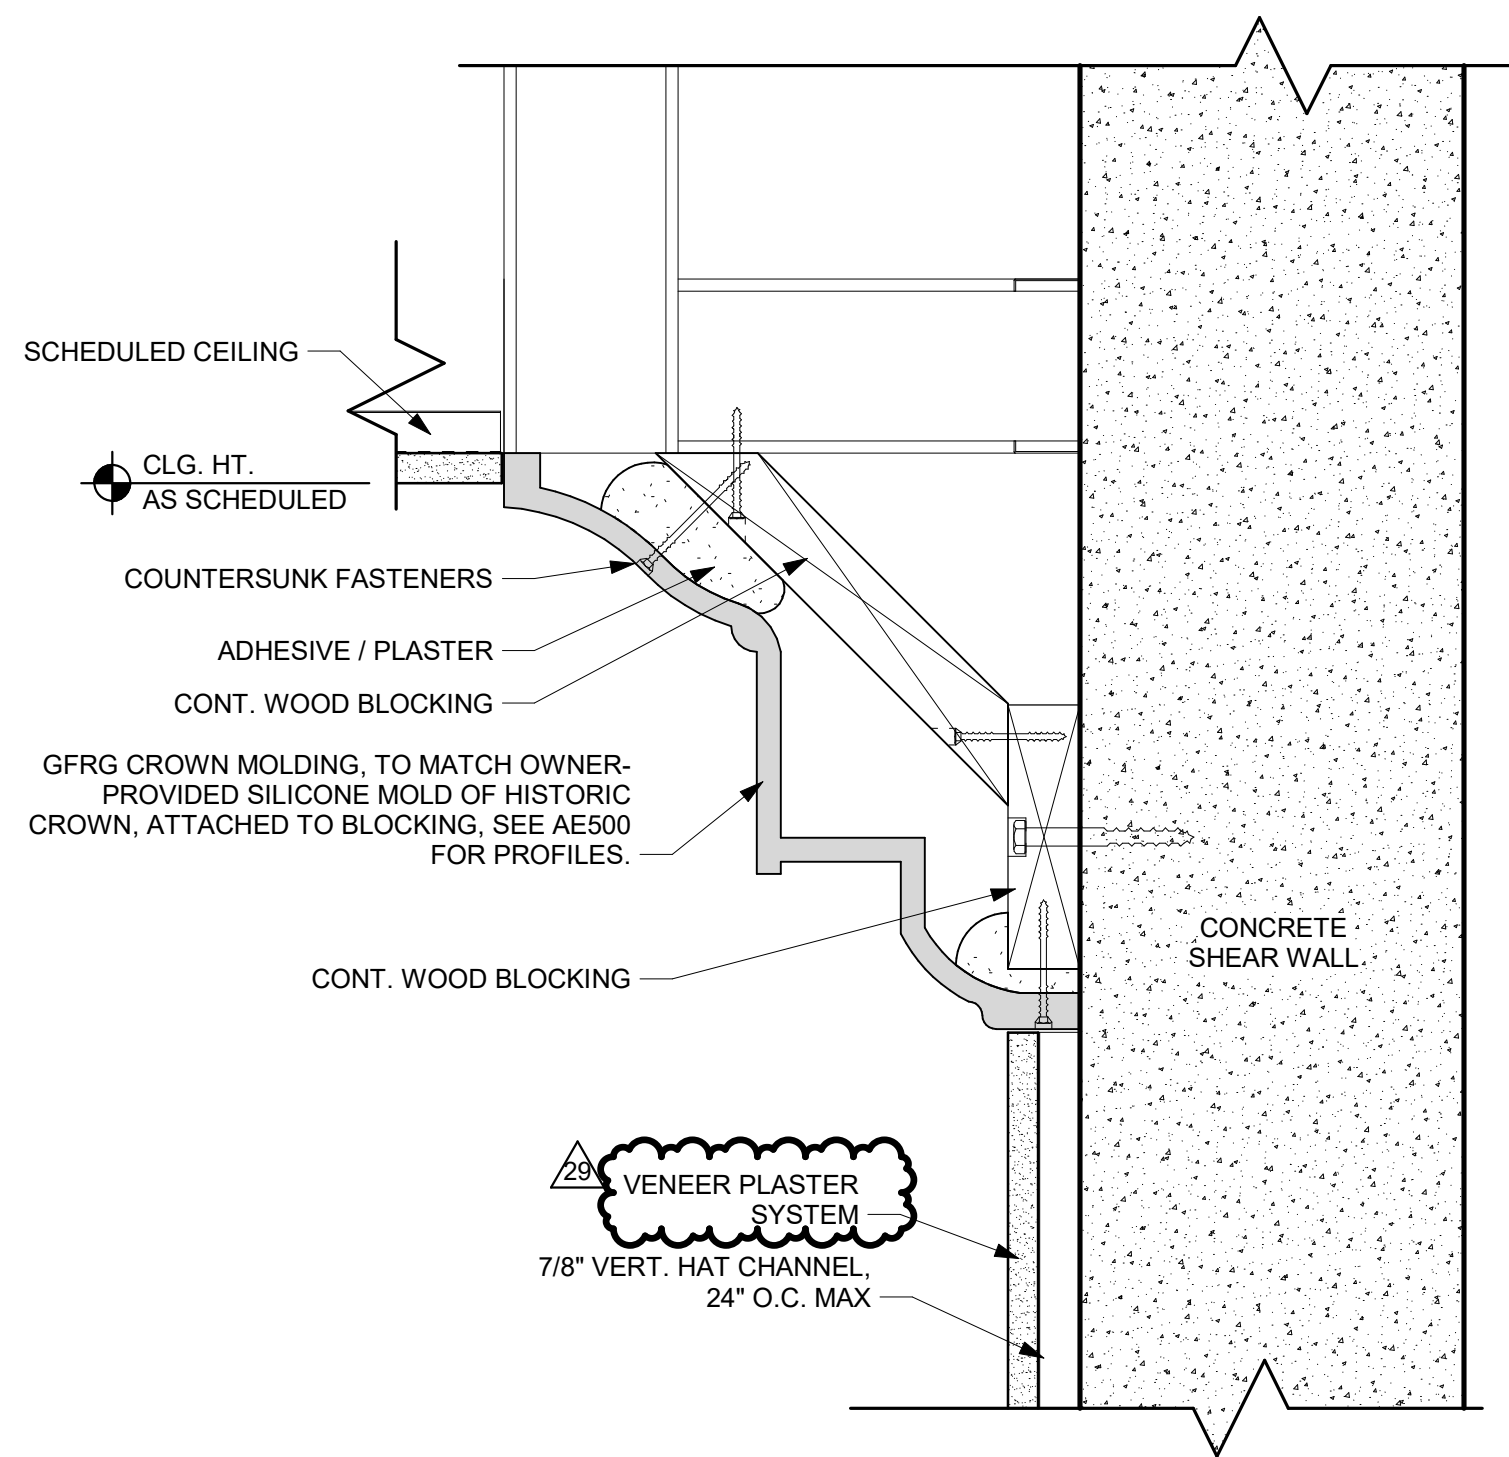 SCHEDULED CEILING
CLG. HT.
AS SCHEDULED
COUNTERSUNK FASTENERS
ADHESIVE / PLASTER
CONT. WOOD BLOCKING
GFRG CROWN MOLDING, TO MATCH OWNER-
PROVIDED SILICONE MOLD OF HISTORIC
CROWN, ATTACHED TO BLOCKING, SEE AE500
FOR PROFILES.
CONCRETE
SHEAR WALL
CONT. WOOD BLOCKING
29
VENEER PLASTER
SYSTEM
7/8" VERT. HAT CHANNEL,
24" O.C. MAX